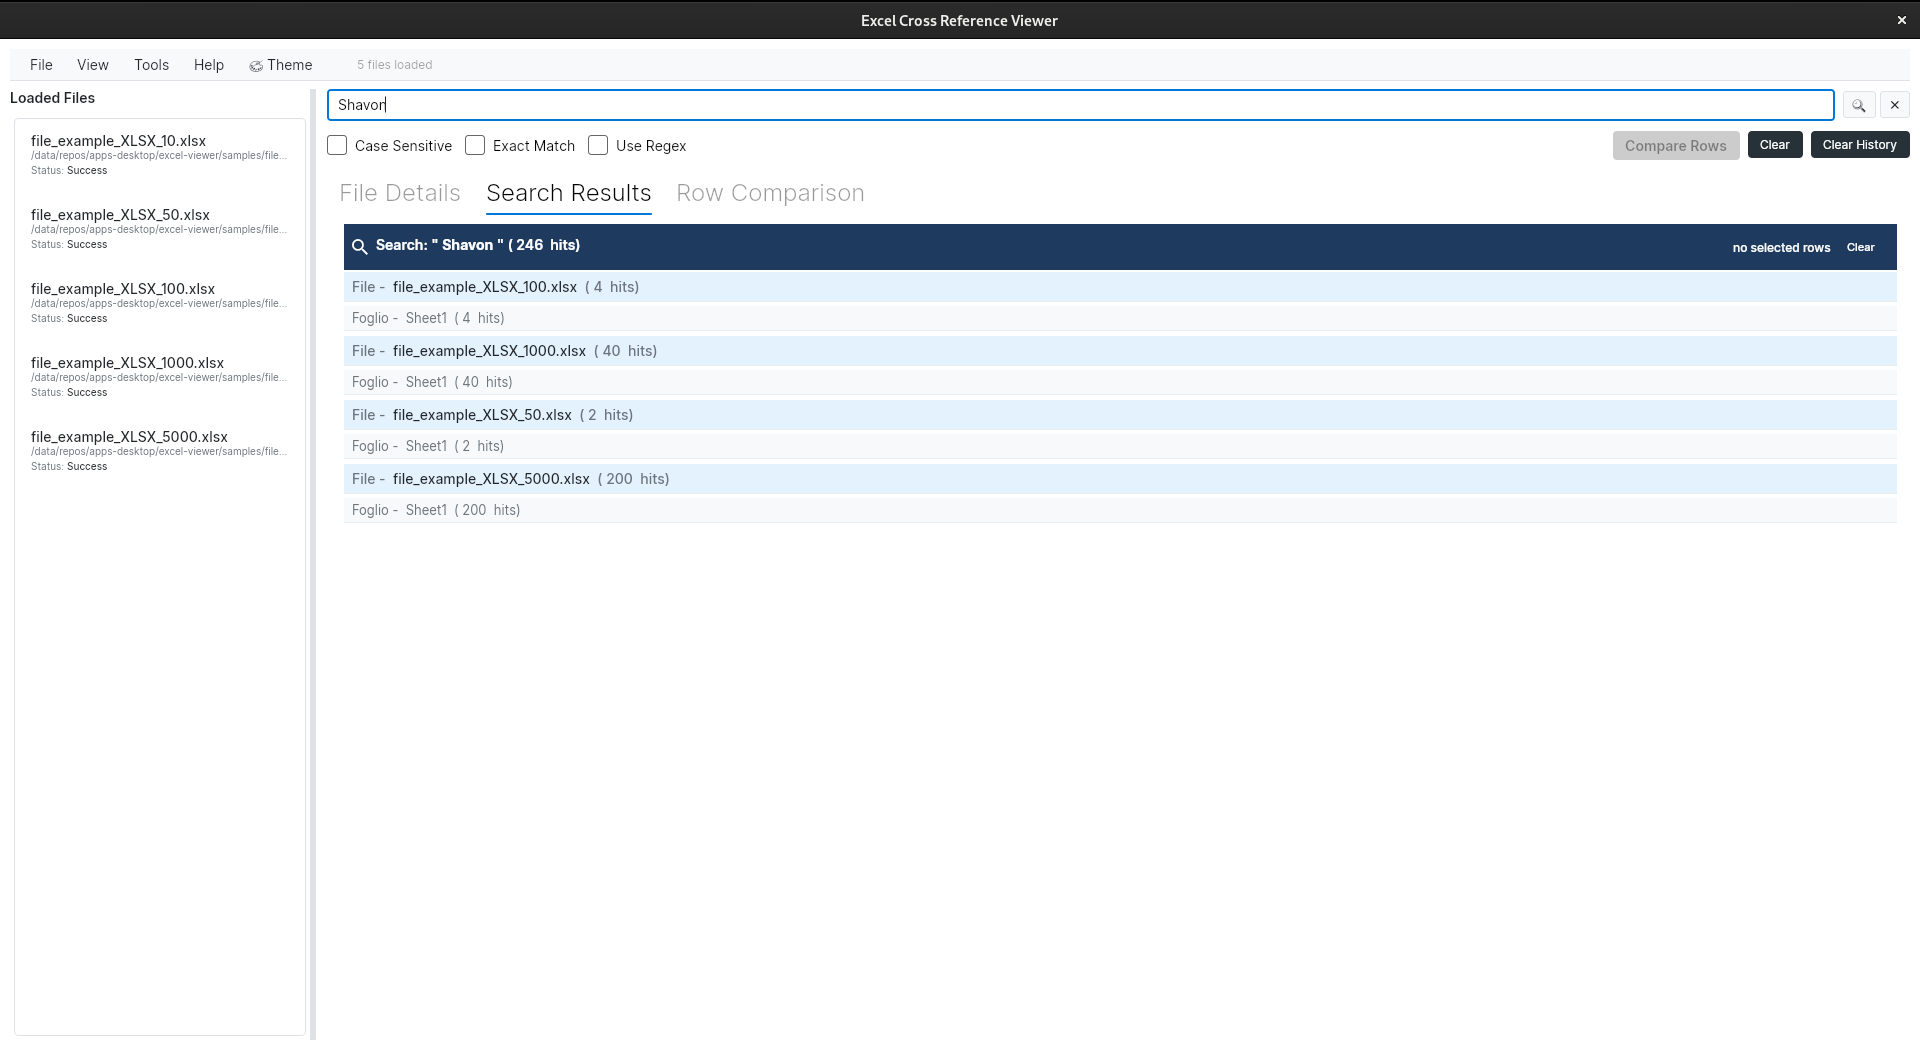 Excel Cross Reference Viewer
×
File View Tools Help Theme 5 files loaded
Loaded Files
file_example_XLSX_10.xlsx
/data/repos/apps-desktop/excel-viewer/samples/file...
Status: Success
file_example_XLSX_50.xlsx
/data/repos/apps-desktop/excel-viewer/samples/file...
Status: Success
file_example_XLSX_100.xlsx
/data/repos/apps-desktop/excel-viewer/samples/file...
Status: Success
file_example_XLSX_1000.xlsx
/data/repos/apps-desktop/excel-viewer/samples/file...
Status: Success
file_example_XLSX_5000.xlsx
/data/repos/apps-desktop/excel-viewer/samples/file...
Status: Success
Shavon
Case Sensitive Exact Match Use Regex
Compare Rows Clear Clear History
File Details Search Results Row Comparison
Search: " Shavon " ( 246 hits)
no selected rows Clear
File - file_example_XLSX_100.xlsx ( 4 hits)
Foglio - Sheet1 ( 4 hits)
File - file_example_XLSX_1000.xlsx ( 40 hits)
Foglio - Sheet1 ( 40 hits)
File - file_example_XLSX_50.xlsx ( 2 hits)
Foglio - Sheet1 ( 2 hits)
File - file_example_XLSX_5000.xlsx ( 200 hits)
Foglio - Sheet1 ( 200 hits)